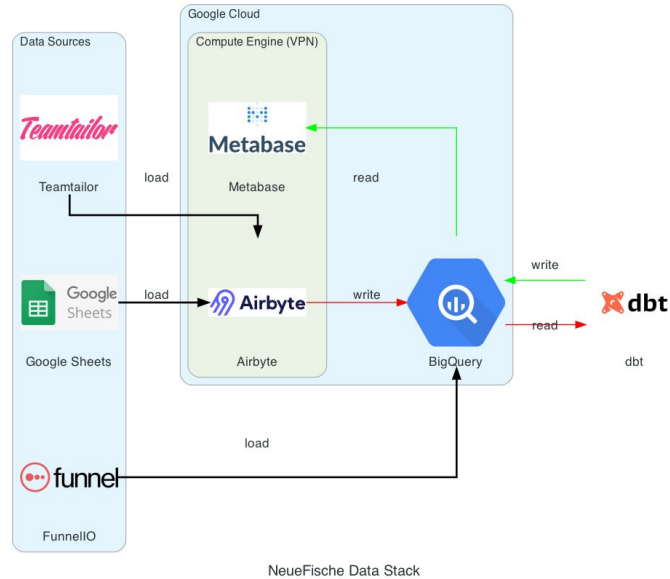 Google Cloud
Data Sources
Compute Engine (VPN)
Teamtailor
Metabase
Teamtailor
load
Metabase
read
Google
Sheets
load
Airbyte
write
write
read
dbt
Google Sheets
Airbyte
BigQuery
dbt
load
funnel
FunnelIO
NeueFische Data Stack